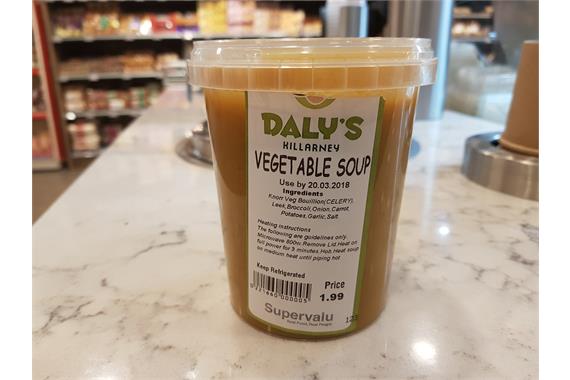 DALY'S
KILLARNEY
VEGETABLE SOUP
Use by 20.03.2018
Ingredients
Knorr Veg Bouillion(CELERY),
Leek,Broccoli,Onion,Carrot,
Potatoes,Garlic,Salt
Heating Instructions
The following are guidelines only.
Microwave 800w.Remove Lid.Heat on
full power for 3 minutes.Hob.Heat soup
on medium heat until piping hot
Keep Refrigerated
Price
1.99
Supervalu
Real Food, Real People